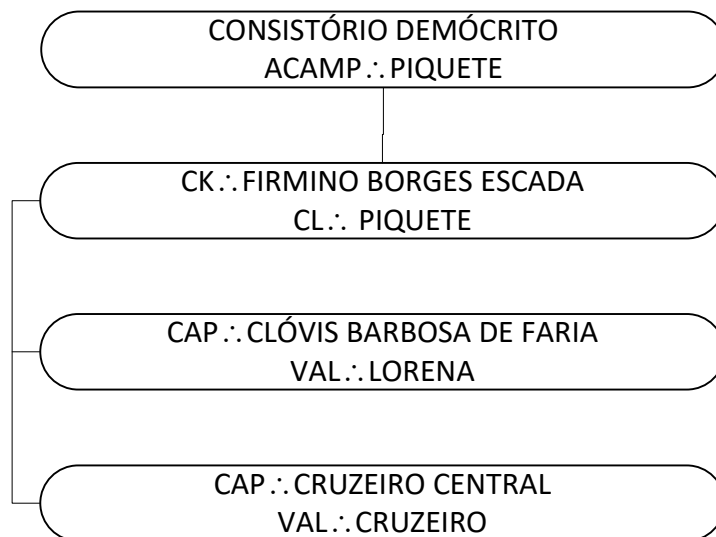 CONSISTÓRIO DEMÓCRITO
ACAMP∴PIQUETE
CK∴FIRMINO BORGES ESCADA
CL∴ PIQUETE
CAP∴CLÓVIS BARBOSA DE FARIA
VAL∴LORENA
CAP∴CRUZEIRO CENTRAL
VAL∴CRUZEIRO